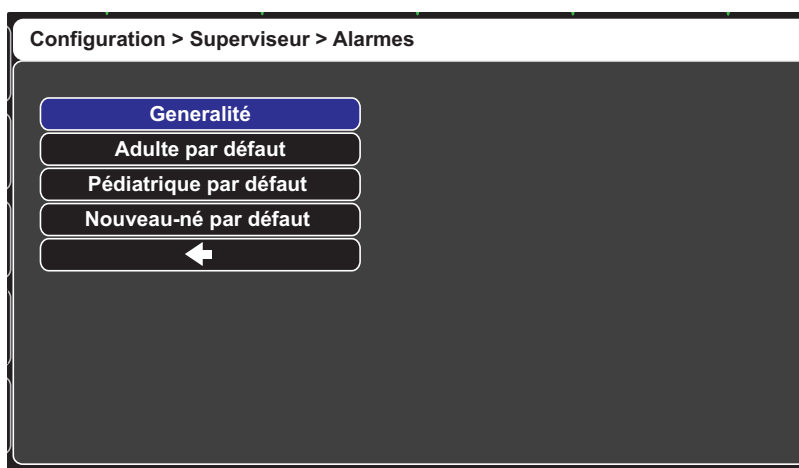 Configuration > Superviseur > Alarmes
Generalité
Adulte par défaut
Pédiatrique par défaut
Nouveau-né par défaut